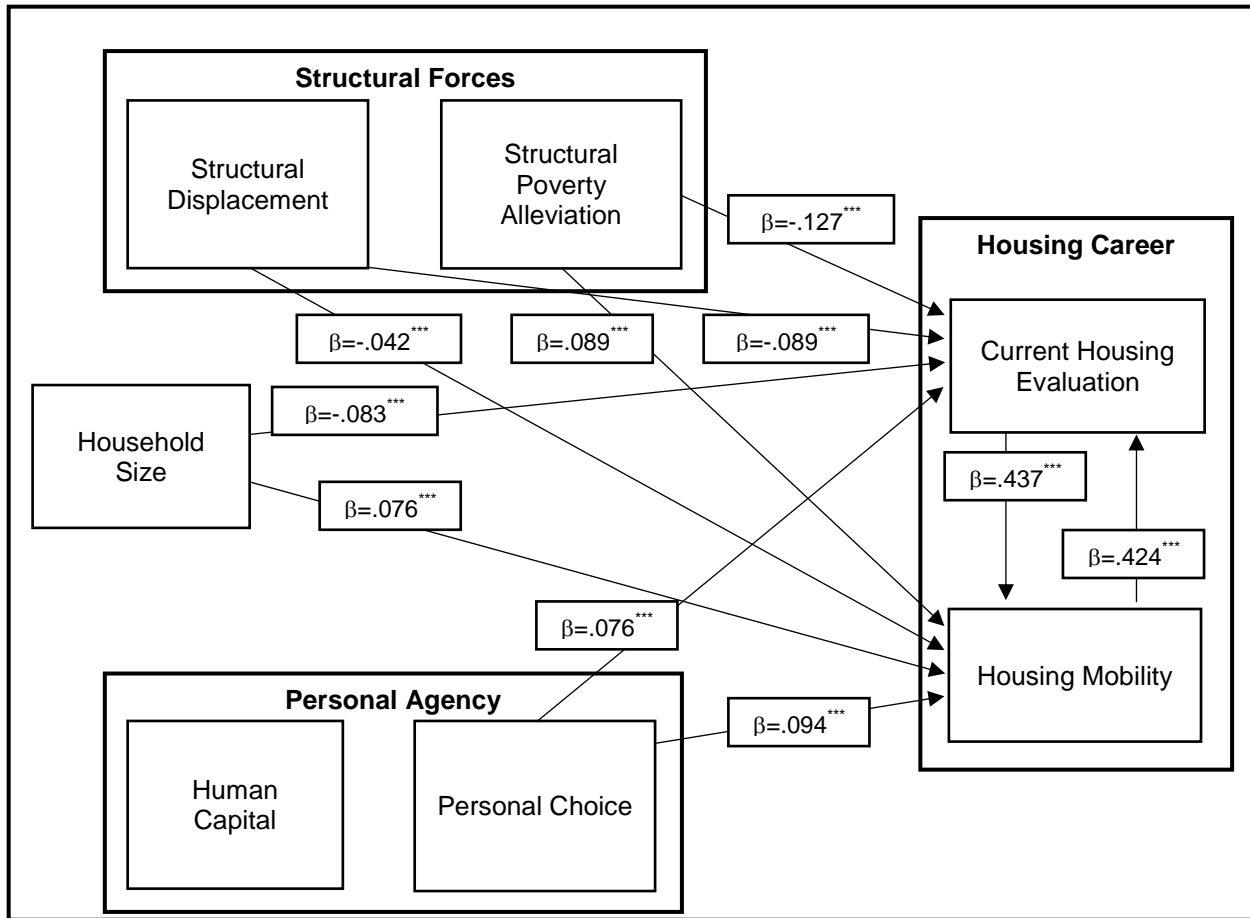 Structural Forces
Structural
Displacement
Structural
Poverty
Alleviation
β=-.127***
Housing Career
β=-.042***
β=.089***
β=-.089***
Current Housing
Evaluation
β=-.083***
Household
Size
β=.437***
β=.076***
β=.424***
β=.076***
Housing Mobility
Personal Agency
β=.094***
Human
Capital
Personal Choice